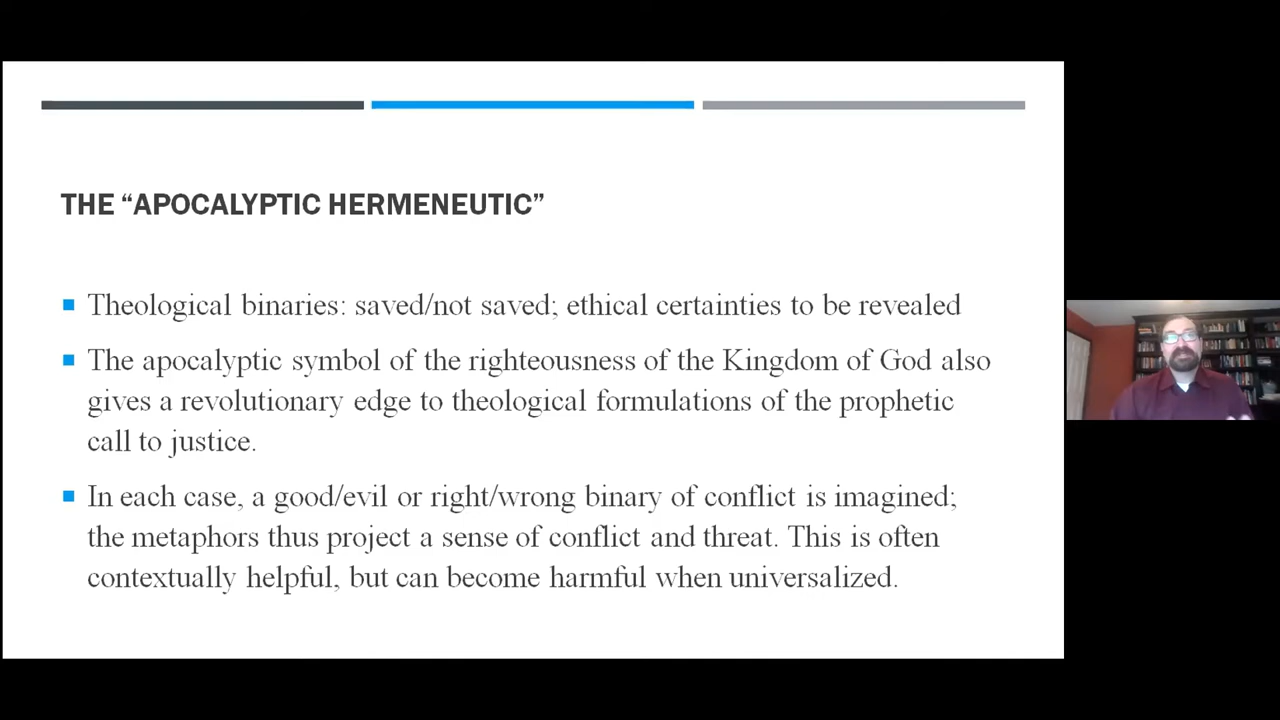 THE “APOCALYPTIC HERMENEUTIC”
Theological binaries: saved/not saved; ethical certainties to be revealed
The apocalyptic symbol of the righteousness of the Kingdom of God also
gives a revolutionary edge to theological formulations of the prophetic
call to justice.
In each case, a good/evil or right/wrong binary of conflict is imagined;
the metaphors thus project a sense of conflict and threat. This is often
contextually helpful, but can become harmful when universalized.